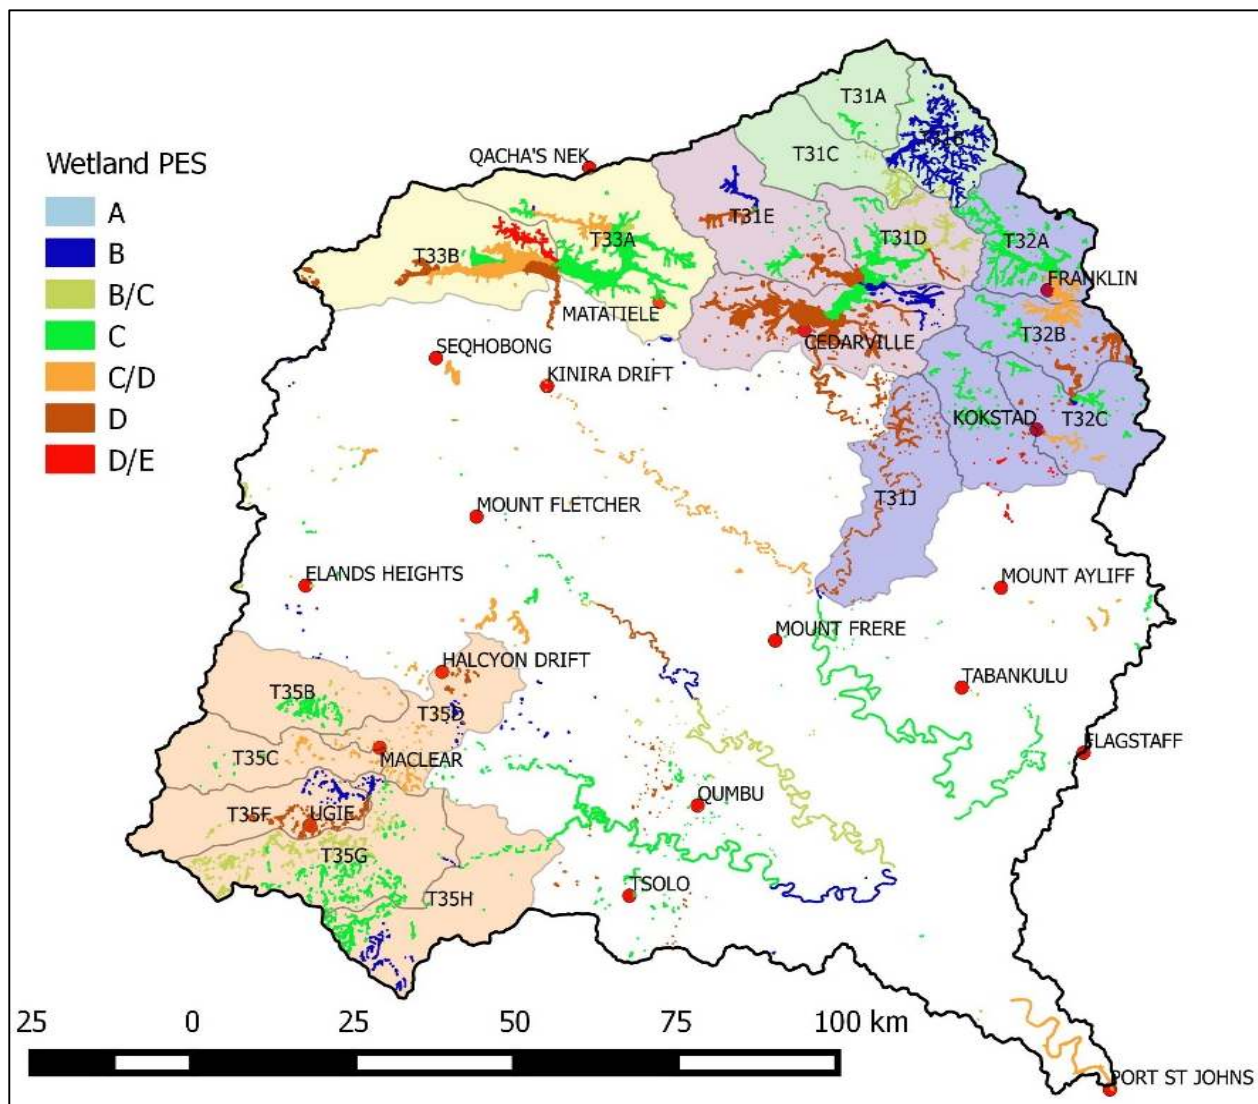 T31A
T31B
QACHA'S NEK
T31C
Wetland PES
A
B
B/C
C
C/D
D
D/E
T31E
T33A
T31D
T32A
T33B
FRANKLIN
MATATIELE
CEDARVILLE
T32B
SEQHOBONG
KINIRA DRIFT
KOKSTAD
T32C
T31J
MOUNT FLETCHER
ELANDS HEIGHTS
MOUNT AYLIFF
MOUNT FRERE
HALCYON DRIFT
TABANKULU
T35B
T35D
FLAGSTAFF
T35C
MACLEAR
QUMBU
T35F
UGIE
T35G
TSOLO
T35H
25 0 25 50 75 100 km
PORT ST JOHNS